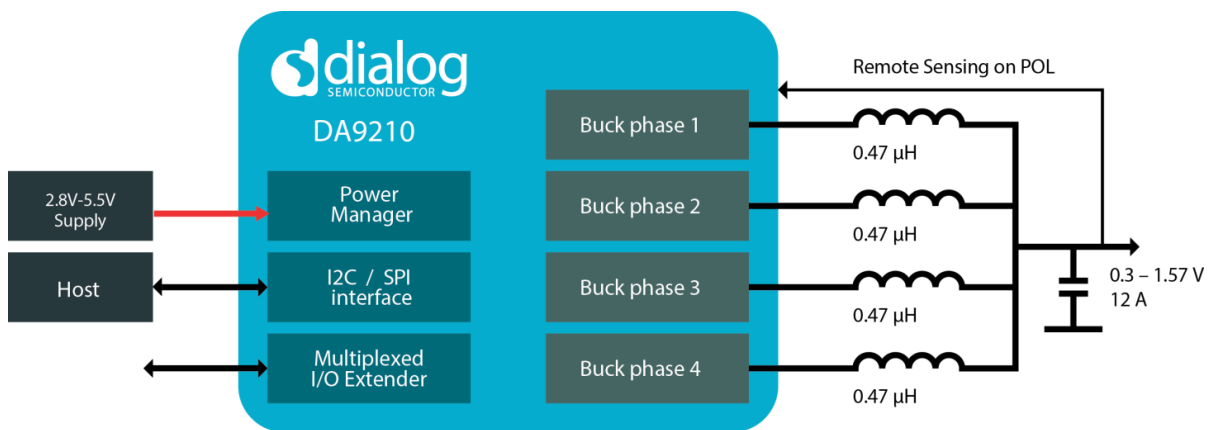 dialog
SEMICONDUCTOR
DA9210
2.8V-5.5V
Supply
Host
Power
Manager
I2C / SPI
interface
Multiplexed
I/O Extender
Buck phase 1
Buck phase 2
Buck phase 3
Buck phase 4
Remote Sensing on POL
0.47 μH
0.47 μH
0.47 μH
0.47 μH
0.3 – 1.57 V
12 A